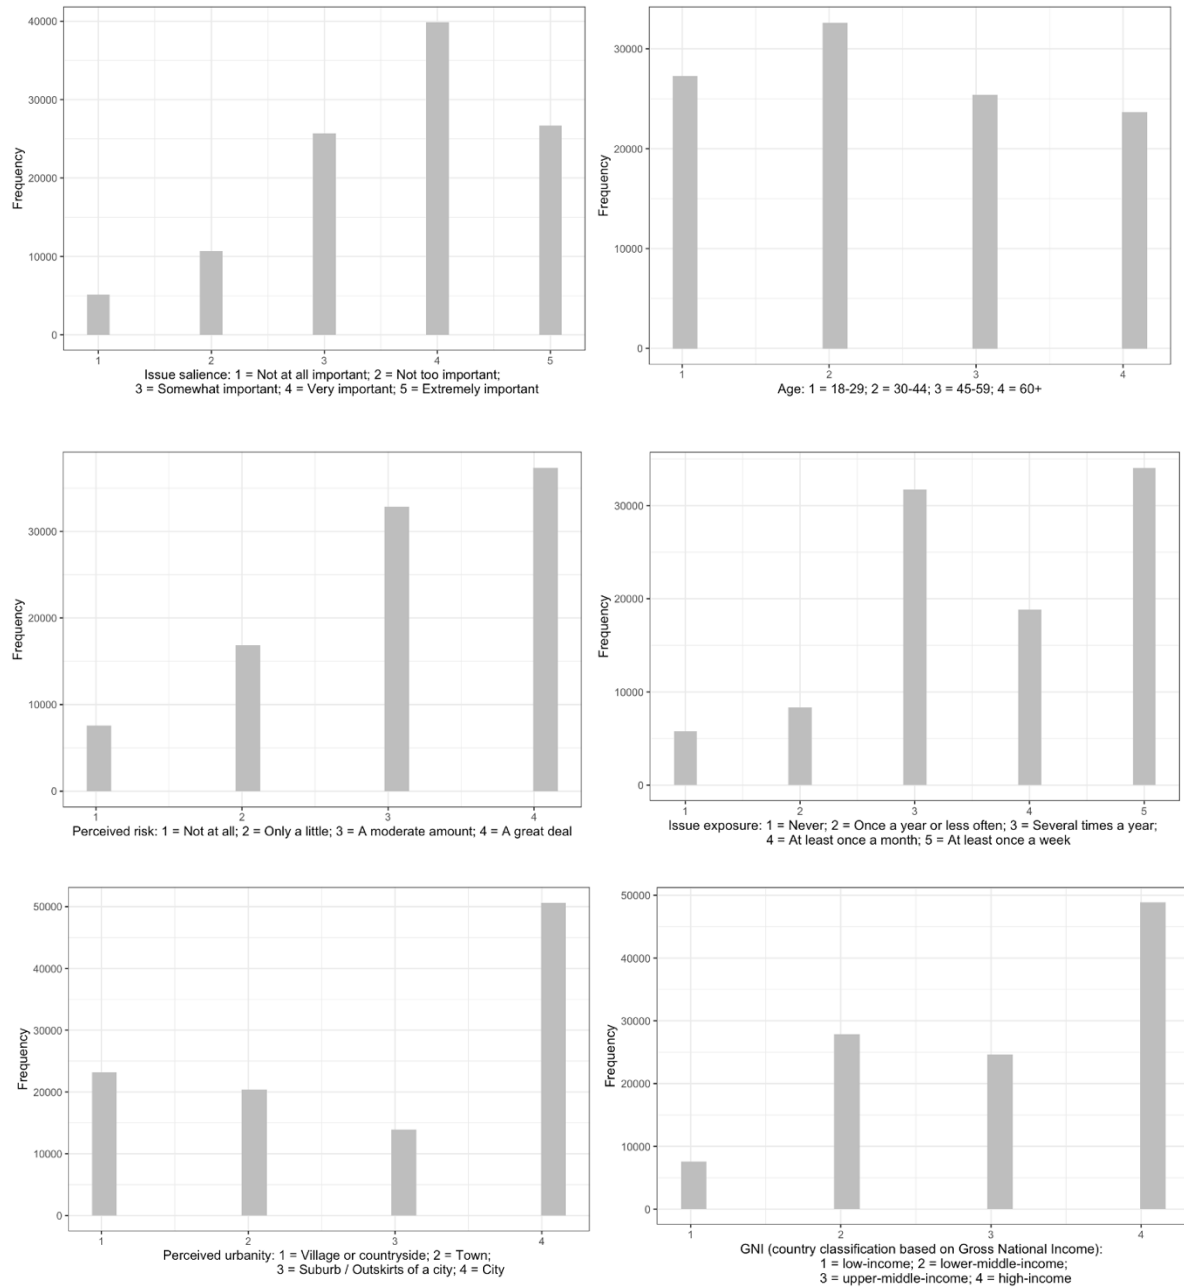 40000
30000
20000
10000
0
Frequency
1 2 3 4 5
Issue salience: 1 = Not at all important; 2 = Not too important;
3 = Somewhat important; 4 = Very important; 5 = Extremely important
30000
20000
10000
0
Frequency
1 2 3 4
Age: 1 = 18-29; 2 = 30-44; 3 = 45-59; 4 = 60+
30000
20000
10000
0
Frequency
1 2 3 4
Perceived risk: 1 = Not at all; 2 = Only a little; 3 = A moderate amount; 4 = A great deal
30000
20000
10000
0
Frequency
1 2 3 4 5
Issue exposure: 1 = Never; 2 = Once a year or less often; 3 = Several times a year;
4 = At least once a month; 5 = At least once a week
50000
40000
30000
20000
10000
0
Frequency
1 2 3 4
Perceived urbanity: 1 = Village or countryside; 2 = Town;
3 = Suburb / Outskirts of a city; 4 = City
50000
40000
30000
20000
10000
0
Frequency
1 2 3 4
GNI (country classification based on Gross National Income):
1 = low-income; 2 = lower-middle-income;
3 = upper-middle-income; 4 = high-income